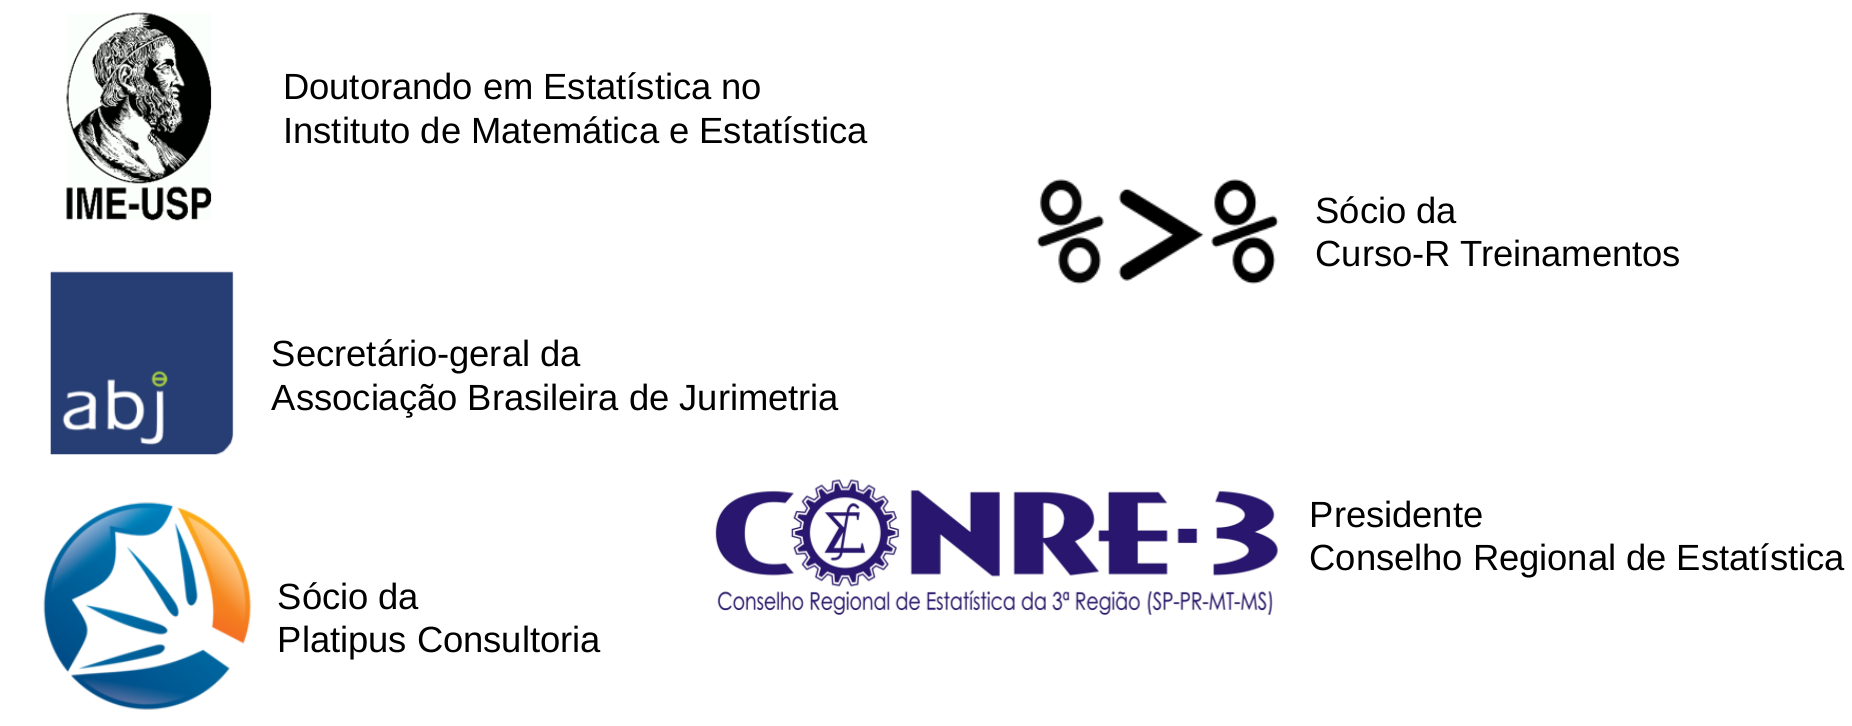 IME-USP
Doutorando em Estatística no
Instituto de Matemática e Estatística
%>%
Sócio da
Curso-R Treinamentos
abj
Secretário-geral da
Associação Brasileira de Jurimetria
Sócio da
Platipus Consultoria
CONRE-3
Conselho Regional de Estatística da 3ª Região (SP-PR-MT-MS)
Presidente
Conselho Regional de Estatística